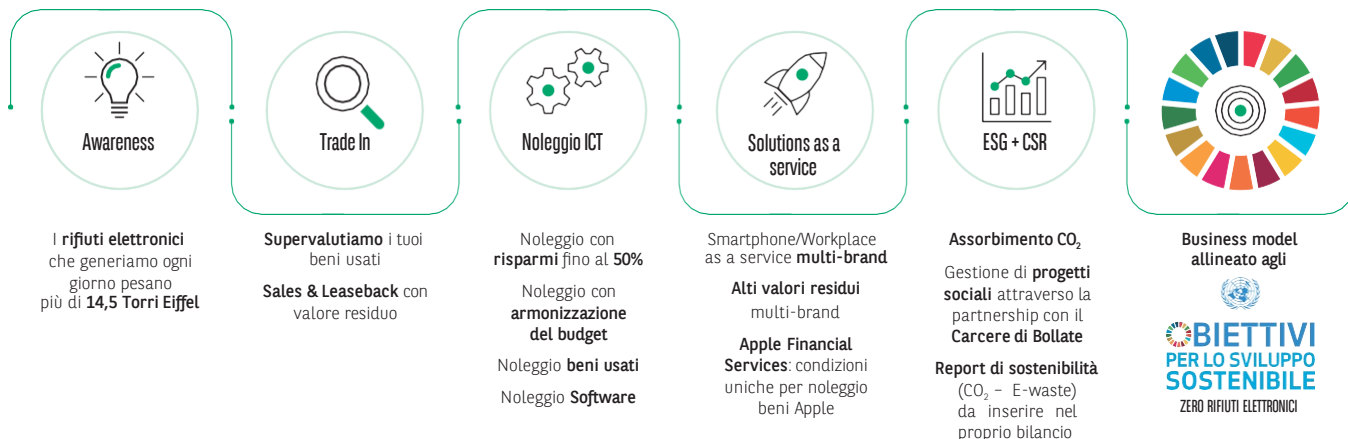 Awareness
I rifiuti elettronici
che generiamo ogni
giorno pesano
più di 14,5 Torri Eiffel
Trade In
Supervalutiamo i tuoi
beni usati
Sales & Leaseback con
valore residuo
Noleggio ICT
Noleggio con
risparmi fino al 50%
Noleggio con
armonizzazione
del budget
Noleggio beni usati
Noleggio Software
Solutions as a
service
Smartphone/Workplace
as a service multi-brand
Alti valori residui
multi-brand
Apple Financial
Services: condizioni
uniche per noleggio
beni Apple
ESG + CSR
Assorbimento CO₂
Gestione di progetti
sociali attraverso la
partnership con il
Carcere di Bollate
Report di sostenibilità
(CO₂ – E-waste)
da inserire nel
proprio bilancio
Business model
allineato agli
OBIETTIVI
PER LO SVILUPPO
SOSTENIBILE
ZERO RIFIUTI ELETTRONICI